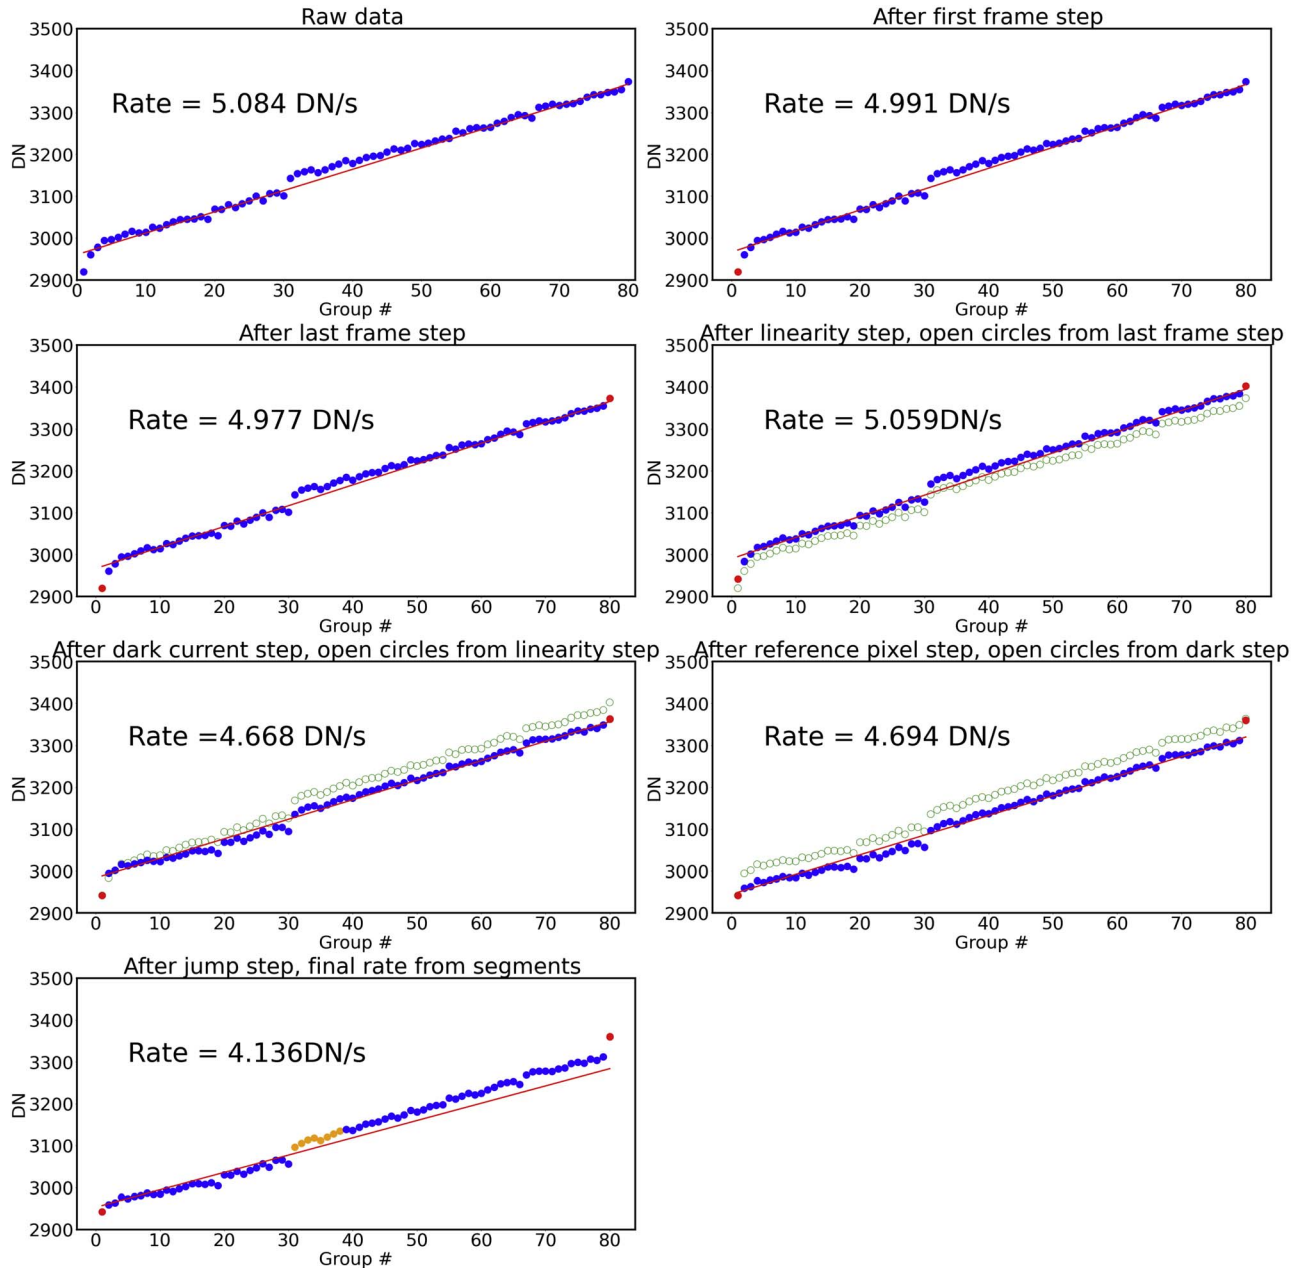 Raw data
3500
3400
3300
3200
3100
3000
2900
DN
Rate = 5.084 DN/s
0 10 20 30 40 50 60 70 80
Group #
After first frame step
3500
3400
3300
3200
3100
3000
2900
DN
Rate = 4.991 DN/s
0 10 20 30 40 50 60 70 80
Group #
After last frame step
3500
3400
3300
3200
3100
3000
2900
DN
Rate = 4.977 DN/s
0 10 20 30 40 50 60 70 80
Group #
After linearity step, open circles from last frame step
3500
3400
3300
3200
3100
3000
2900
DN
Rate = 5.059DN/s
0 10 20 30 40 50 60 70 80
Group #
After dark current step, open circles from linearity step
3500
3400
3300
3200
3100
3000
2900
DN
Rate =4.668 DN/s
0 10 20 30 40 50 60 70 80
Group #
After reference pixel step, open circles from dark step
3500
3400
3300
3200
3100
3000
2900
DN
Rate = 4.694 DN/s
0 10 20 30 40 50 60 70 80
Group #
After jump step, final rate from segments
3500
3400
3300
3200
3100
3000
2900
DN
Rate = 4.136DN/s
0 10 20 30 40 50 60 70 80
Group #